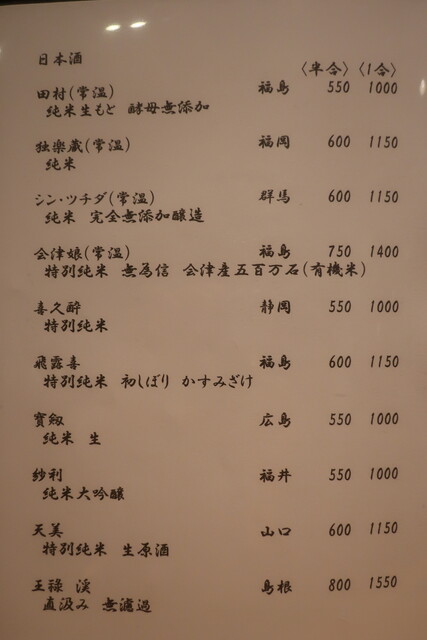 日本酒
〈半合〉〈1合〉
田村(常温) 福島 550 1000
純米生もと 酵母無添加
独楽蔵(常温) 福岡 600 1150
純米
シン・ツチダ(常温) 群馬 600 1150
純米 完全無添加醸造
会津娘(常温) 福島 750 1400
特別純米 無為信 会津産五百万石(有機米)
喜久酔 静岡 550 1000
特別純米
飛露喜 福島 600 1150
特別純米 初しぼり かすみざけ
寳剱 広島 550 1000
純米 生
紗利 福井 550 1000
純米大吟醸
天美 山口 600 1150
特別純米 生原酒
王祿 渓 島根 800 1550
直汲み 無濾過